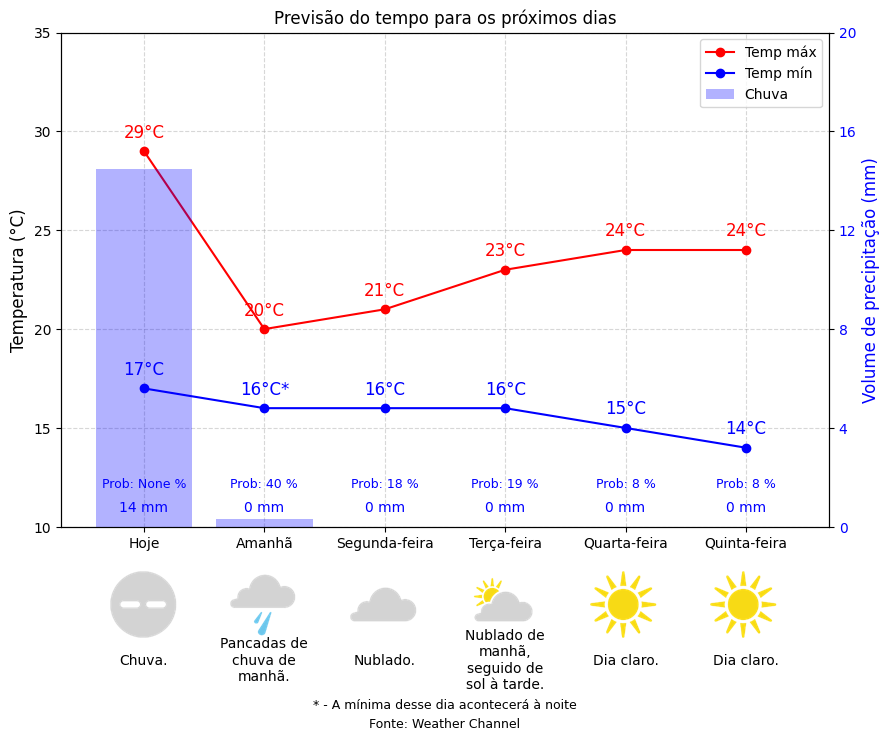 Previsão do tempo para os próximos dias
Temp máx
Temp mín
Chuva
Temperatura (°C)
Volume de precipitação (mm)
35
30
25
20
15
10
20
16
12
8
4
0
29°C
20°C
21°C
23°C
24°C
24°C
17°C
16°C*
16°C
16°C
15°C
14°C
Prob: None %
Prob: 40 %
Prob: 18 %
Prob: 19 %
Prob: 8 %
Prob: 8 %
14 mm
0 mm
0 mm
0 mm
0 mm
0 mm
Hoje
Amanhã
Segunda-feira
Terça-feira
Quarta-feira
Quinta-feira
Chuva.
Pancadas de
chuva de
manhã.
Nublado.
Nublado de
manhã,
seguido de
sol à tarde.
Dia claro.
Dia claro.
* - A mínima desse dia acontecerá à noite
Fonte: Weather Channel